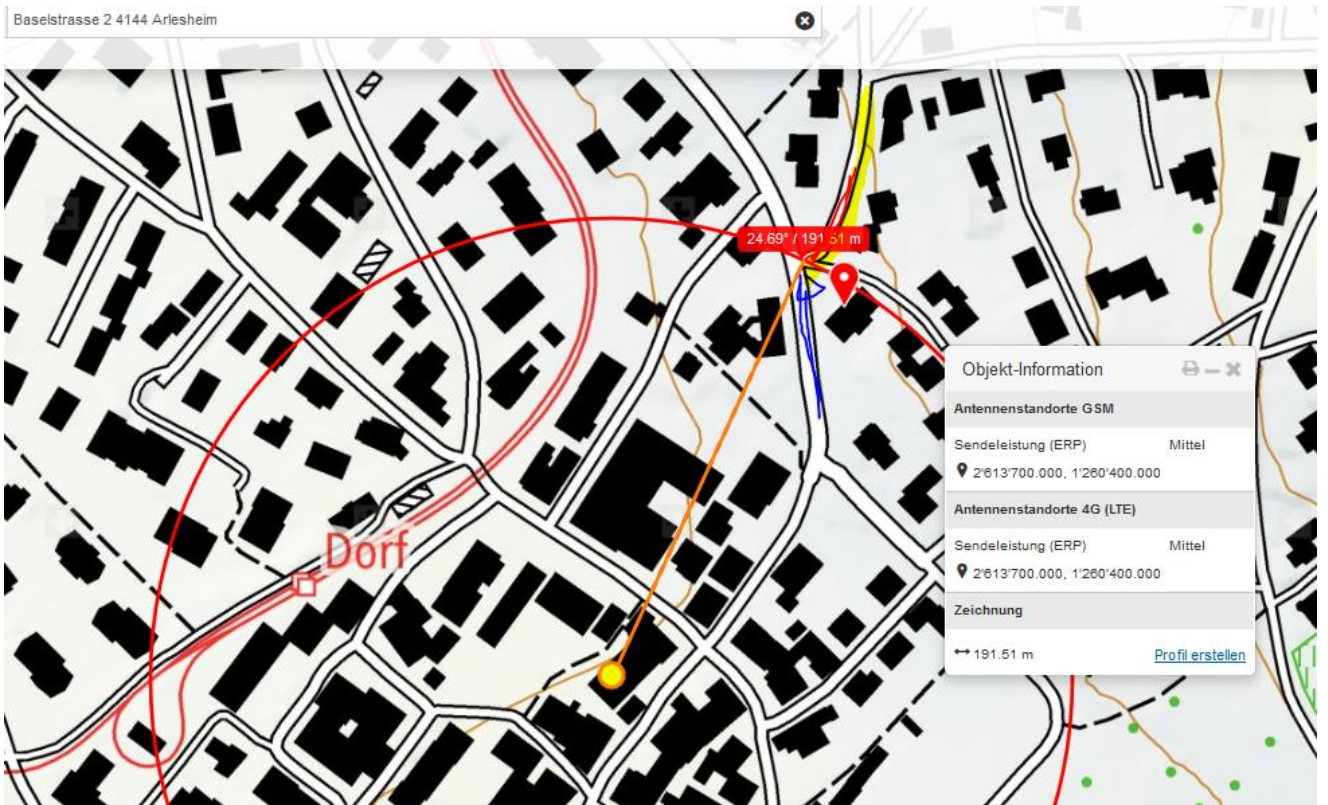 Baselstrasse 2 4144 Arlesheim
24.69° / 191.51 m
Objekt-Information
Antennenstandorte GSM
Sendeleistung (ERP) Mittel
2'613'700.000, 1'260'400.000
Antennenstandorte 4G (LTE)
Sendeleistung (ERP) Mittel
2'613'700.000, 1'260'400.000
Zeichnung
191.51 m Profil erstellen
Dorf